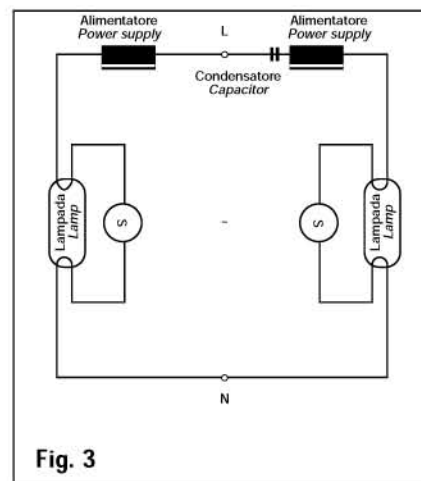 Alimentatore
Power supply
L
Alimentatore
Power supply
Condensatore
Capacitor
Lampada
Lamp
S
~
S
Lampada
Lamp
N
Fig. 3